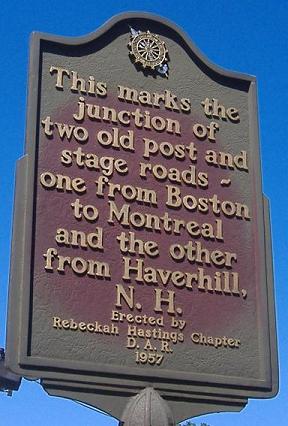 This marks the
junction of
two old post and
stage roads ~
one from Boston
to Montreal
and the other
from Haverhill,
N. H.
Erected by
Rebeckah Hastings Chapter
D. A. R.
1957